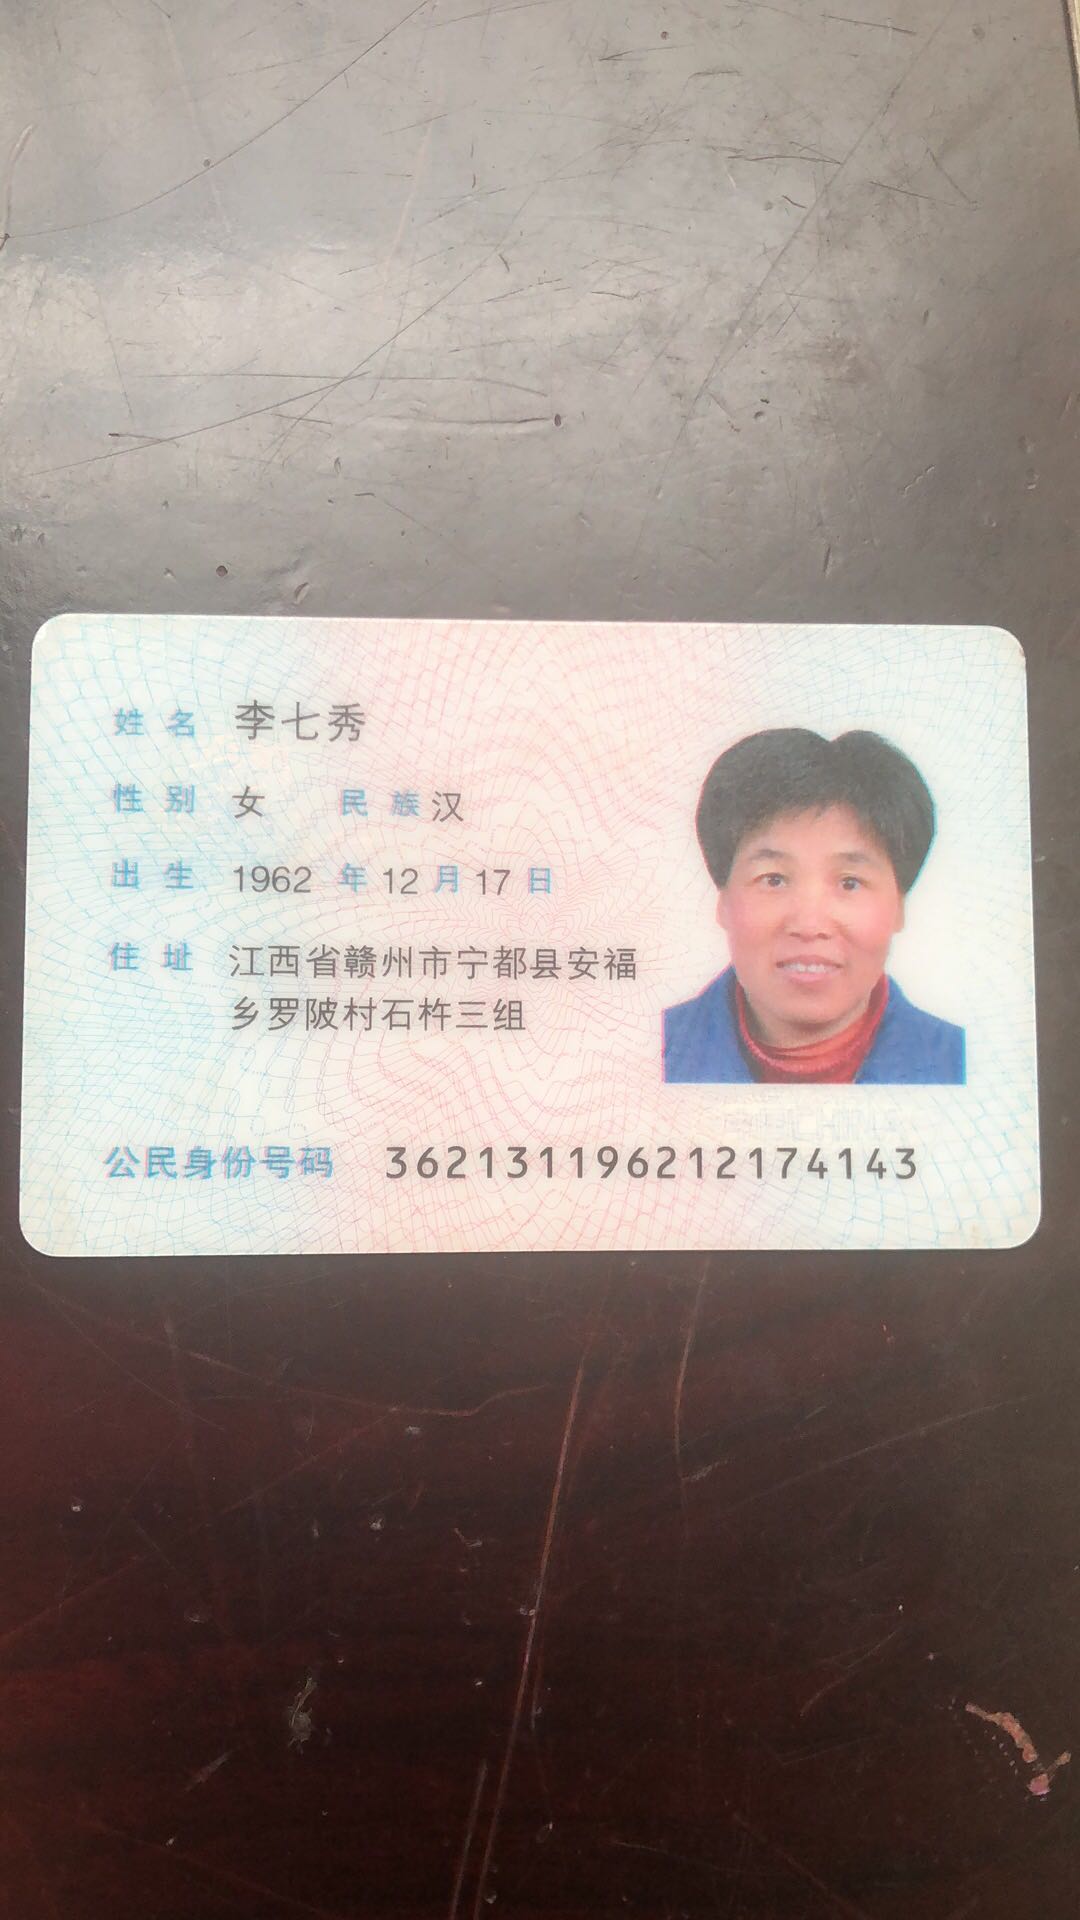 姓名 李七秀
性别 女 民族 汉
出生 1962 年 12 月 17 日
住址 江西省赣州市宁都县安福
乡罗陂村石杵三组
公民身份号码 362131196212174143